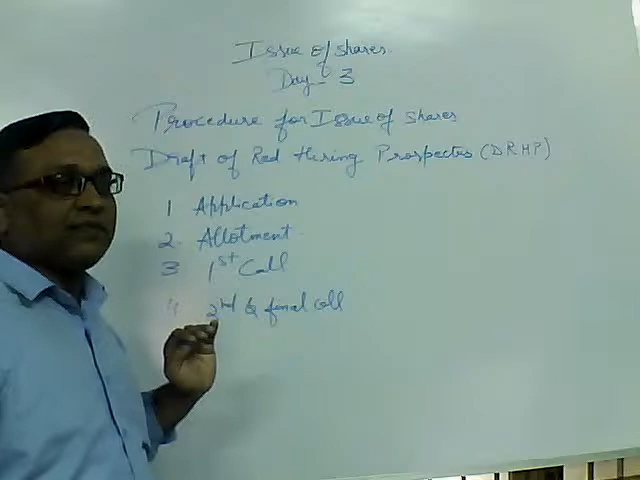 Issue of shares.
Day - 3
Procedure for Issue of shares
Draft of Red Hiring Prospectus (DRHP)
1 Application
2. Allotment
3 1st Call
4 2nd & final call